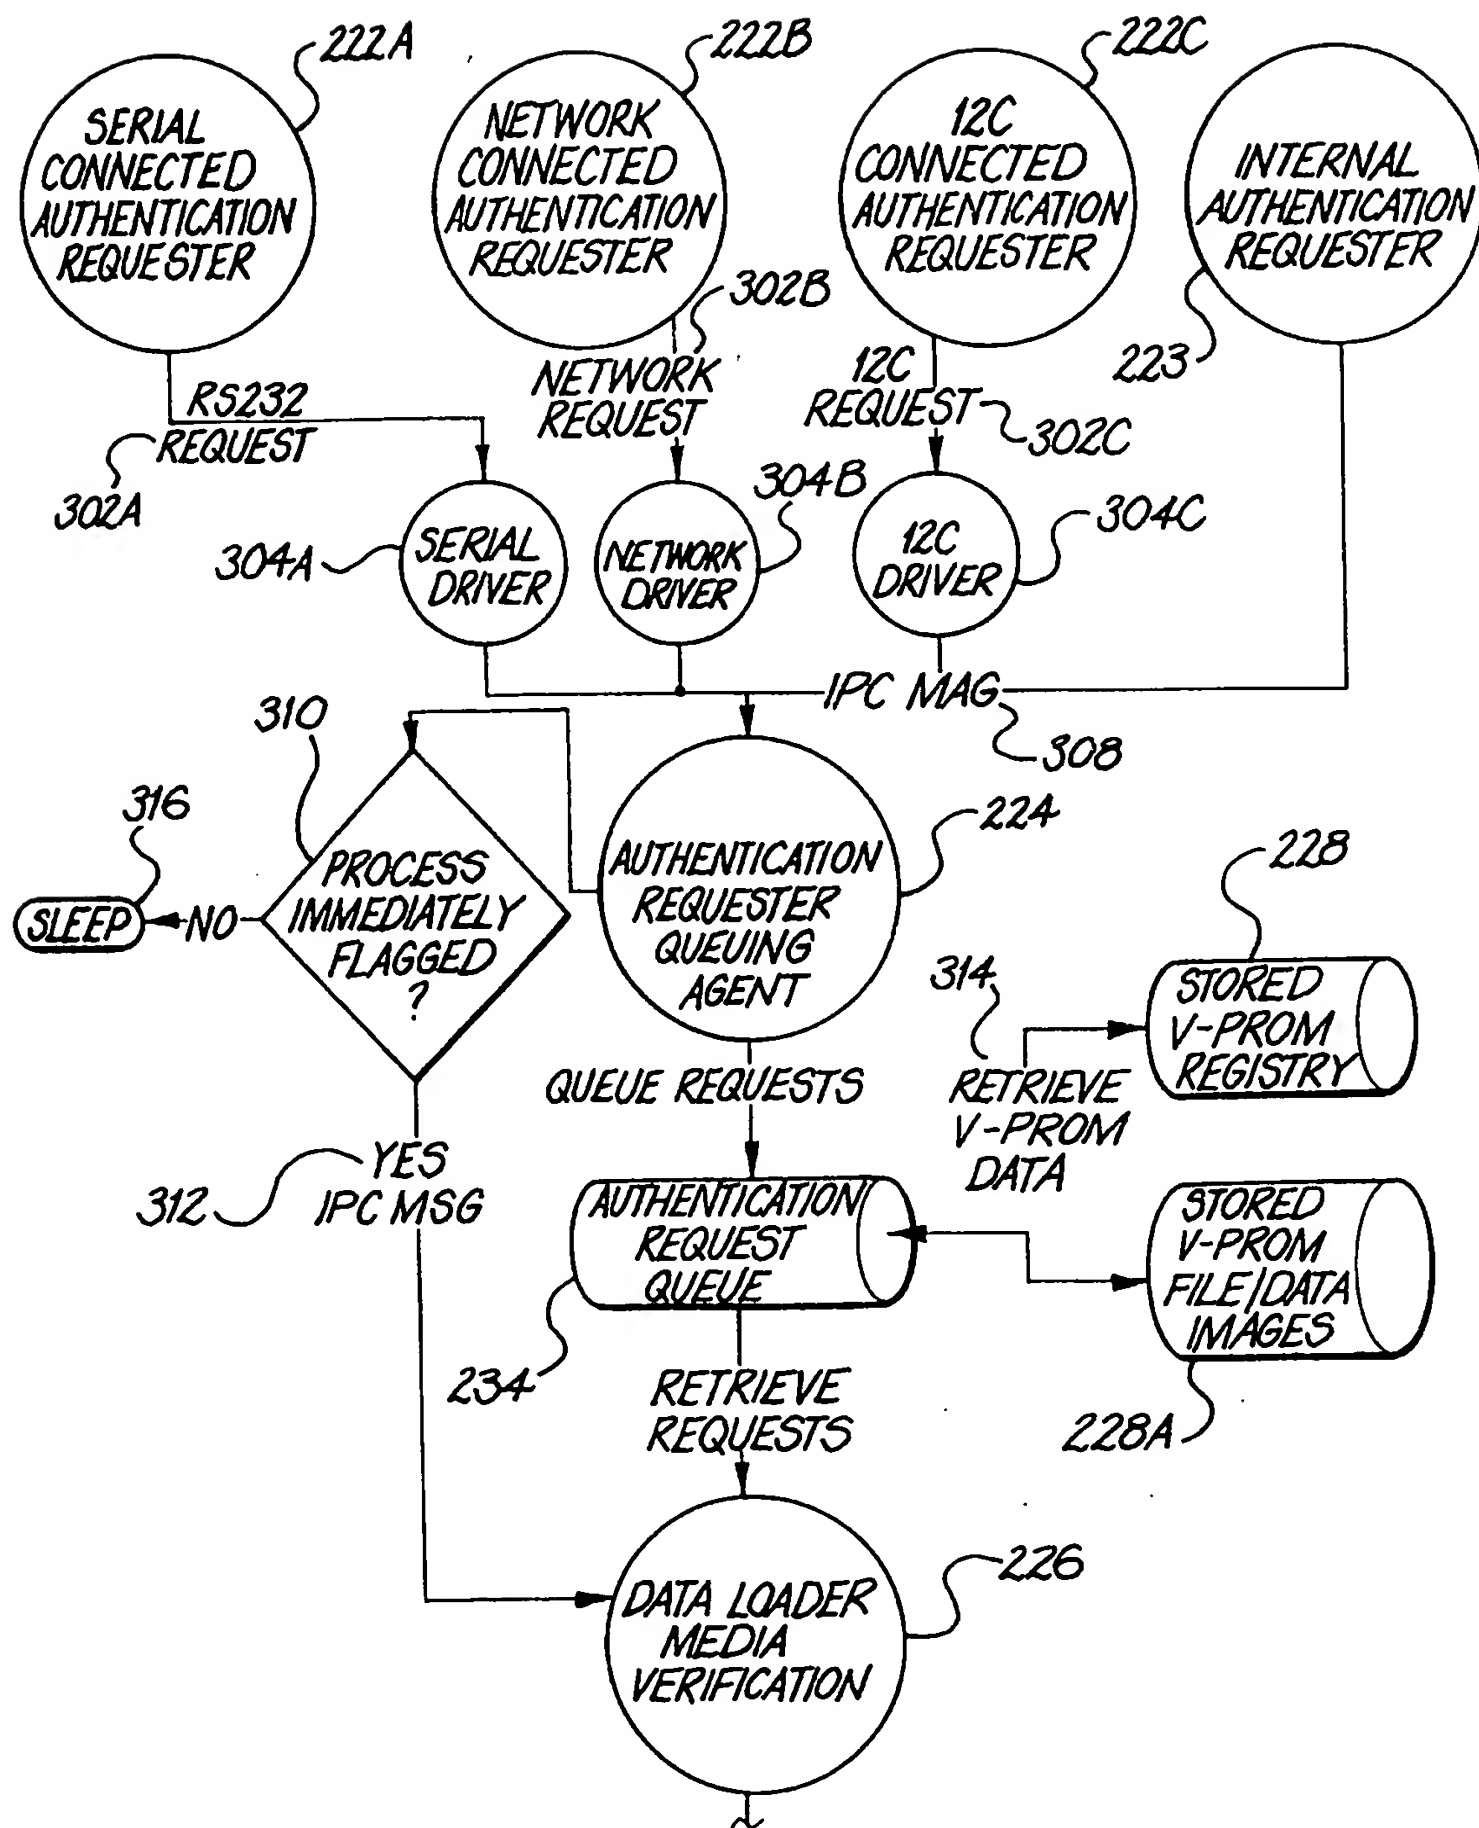 222A
222B
222C
SERIAL
CONNECTED
AUTHENTICATION
REQUESTER
NETWORK
CONNECTED
AUTHENTICATION
REQUESTER
12C
CONNECTED
AUTHENTICATION
REQUESTER
INTERNAL
AUTHENTICATION
REQUESTER
223
RS232
REQUEST
302A
302B
NETWORK
REQUEST
12C
REQUEST
302C
304A
SERIAL
DRIVER
304B
NETWORK
DRIVER
304C
12C
DRIVER
IPC MAG
308
310
316
SLEEP
NO
PROCESS
IMMEDIATELY
FLAGGED
?
224
AUTHENTICATION
REQUESTER
QUEUING
AGENT
228
STORED
V-PROM
REGISTRY
314
RETRIEVE
V-PROM
DATA
QUEUE REQUESTS
312
YES
IPC MSG
AUTHENTICATION
REQUEST
QUEUE
234
STORED
V-PROM
FILE/DATA
IMAGES
228A
RETRIEVE
REQUESTS
226
DATA LOADER
MEDIA
VERIFICATION